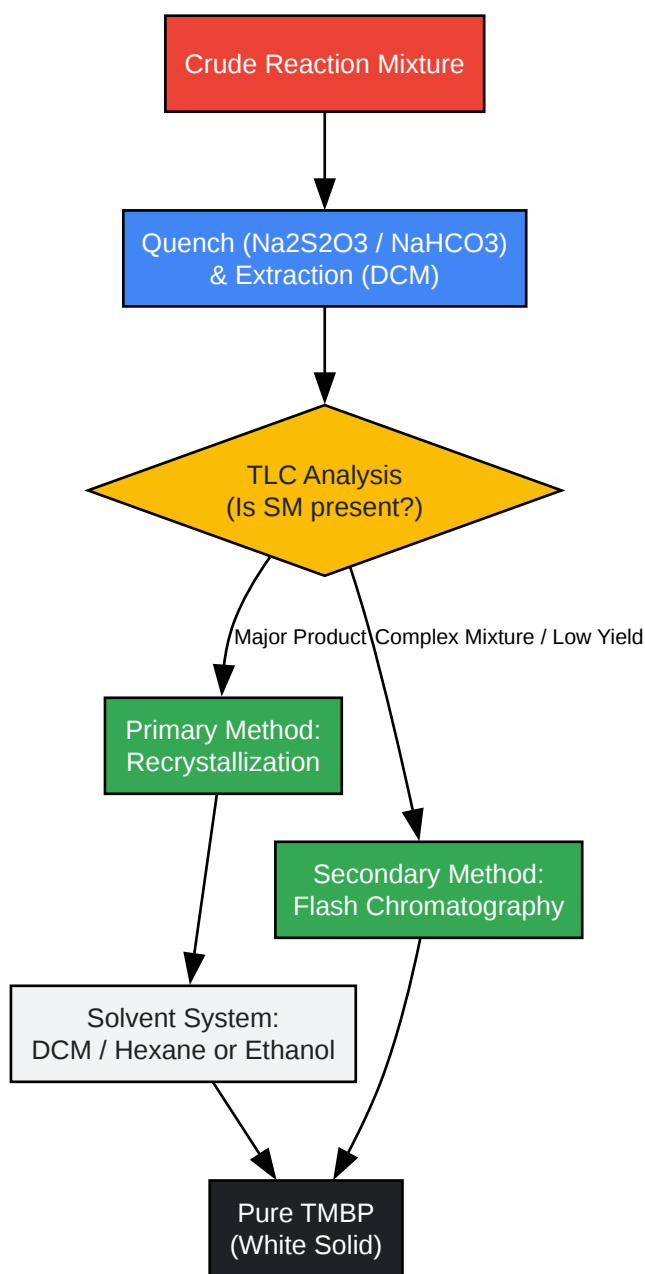 Crude Reaction Mixture
Quench (Na2S2O3 / NaHCO3)
& Extraction (DCM)
TLC Analysis
(Is SM present?)
Major Product
Complex Mixture / Low Yield
Primary Method:
Recrystallization
Secondary Method:
Flash Chromatography
Solvent System:
DCM / Hexane or Ethanol
Pure TMBP
(White Solid)